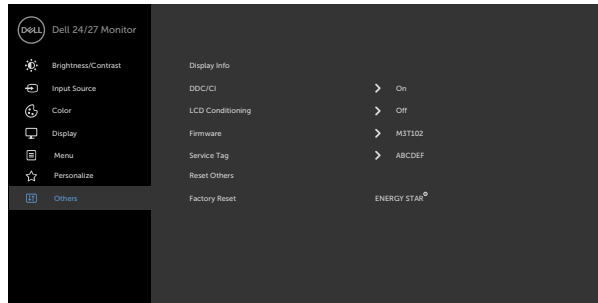 DELL
Dell 24/27 Monitor
Brightness/Contrast
Input Source
Color
Display
Menu
Personalize
Others
Display Info
DDC/CI On
LCD Conditioning Off
Firmware M3T102
Service Tag ABCDEF
Reset Others
Factory Reset ENERGY STAR